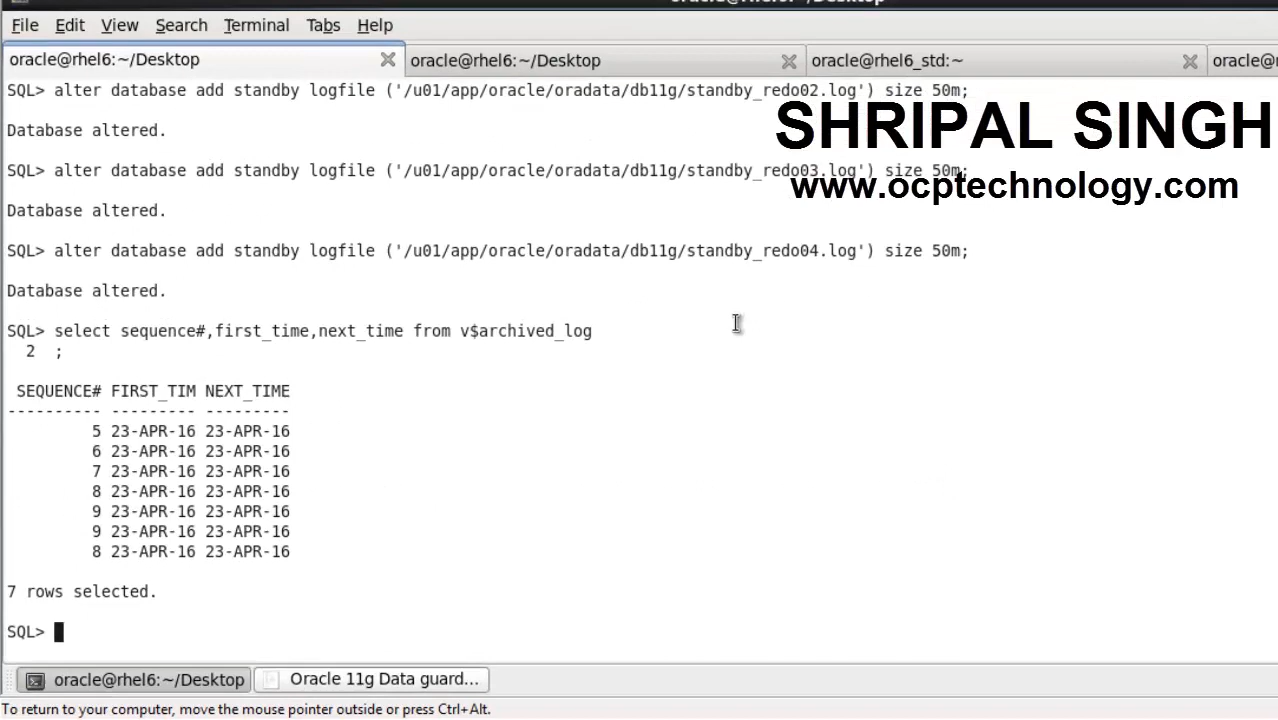 File Edit View Search Terminal Tabs Help
oracle@rhel6:~/Desktop oracle@rhel6:~/Desktop oracle@rhel6_std:~
SQL> alter database add standby logfile ('/u01/app/oracle/oradata/db11g/standby_redo02.log') size 50m;
SHRIPAL SINGH
Database altered.
SQL> alter database add standby logfile ('/u01/app/oracle/oradata/db11g/standby_redo03.log') size 50m;
www.ocptechnology.com
Database altered.
SQL> alter database add standby logfile ('/u01/app/oracle/oradata/db11g/standby_redo04.log') size 50m;
Database altered.
SQL> select sequence#,first_time,next_time from v$archived_log
2 ;
SEQUENCE# FIRST_TIM NEXT_TIME
---------- --------- ---------
5 23-APR-16 23-APR-16
6 23-APR-16 23-APR-16
7 23-APR-16 23-APR-16
8 23-APR-16 23-APR-16
9 23-APR-16 23-APR-16
9 23-APR-16 23-APR-16
8 23-APR-16 23-APR-16
7 rows selected.
SQL>
oracle@rhel6:~/Desktop Oracle 11g Data guard...
To return to your computer, move the mouse pointer outside or press Ctrl+Alt.